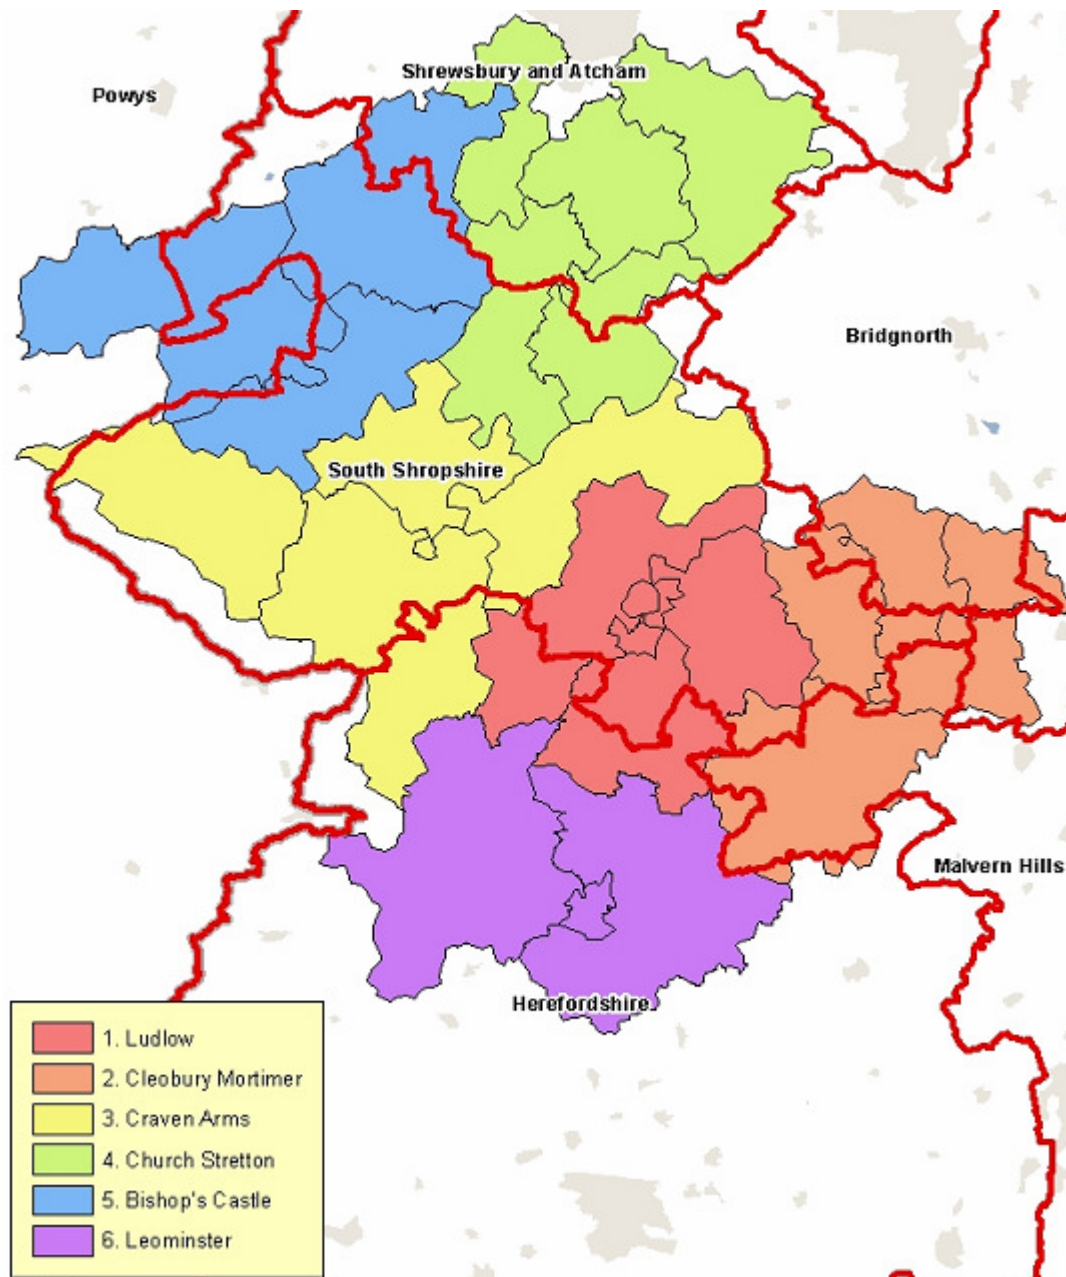 Shrewsbury and Atcham
Powys
Bridgnorth
South Shropshire
Malvern Hills
Herefordshire
1. Ludlow
2. Cleobury Mortimer
3. Craven Arms
4. Church Stretton
5. Bishop's Castle
6. Leominster